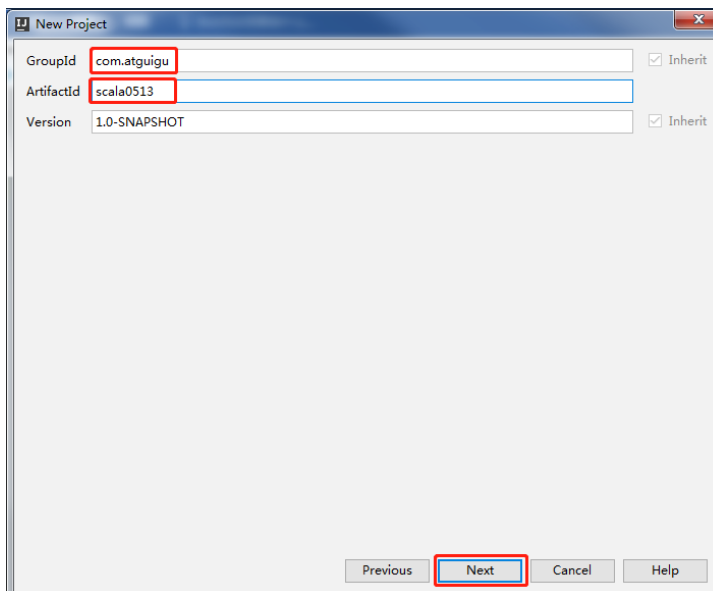 New Project
GroupId com.atguigu Inherit
ArtifactId scala0513
Version 1.0-SNAPSHOT Inherit
Previous Next Cancel Help